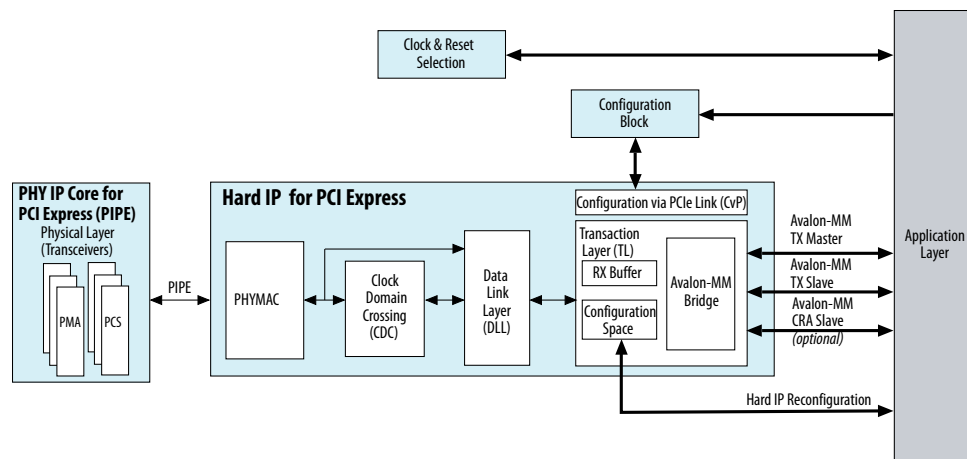 Clock & Reset
Selection
Configuration
Block
PHY IP Core for
PCI Express (PIPE)
Physical Layer
(Transceivers)
PMA
PCS
PIPE
Hard IP for PCI Express
PHYMAC
Clock
Domain
Crossing
(CDC)
Data
Link
Layer
(DLL)
Configuration via PCIe Link (CvP)
Transaction
Layer (TL)
RX Buffer
Configuration
Space
Avalon-MM
Bridge
Avalon-MM
TX Master
Avalon-MM
TX Slave
Avalon-MM
CRA Slave
(optional)
Hard IP Reconfiguration
Application
Layer